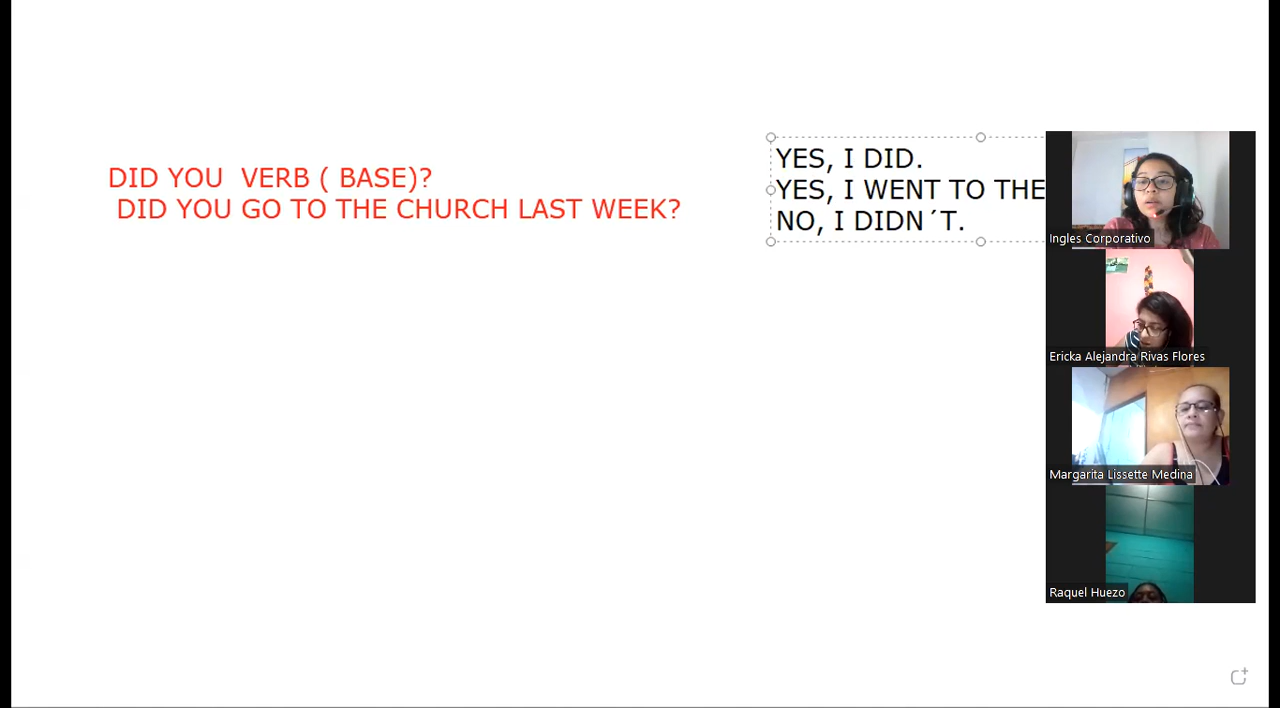 DID YOU VERB ( BASE)?
DID YOU GO TO THE CHURCH LAST WEEK?
YES, I DID.
YES, I WENT TO THE
NO, I DIDN´T.
Ingles Corporativo
Ericka Alejandra Rivas Flores
Margarita Lissette Medina
Raquel Huezo